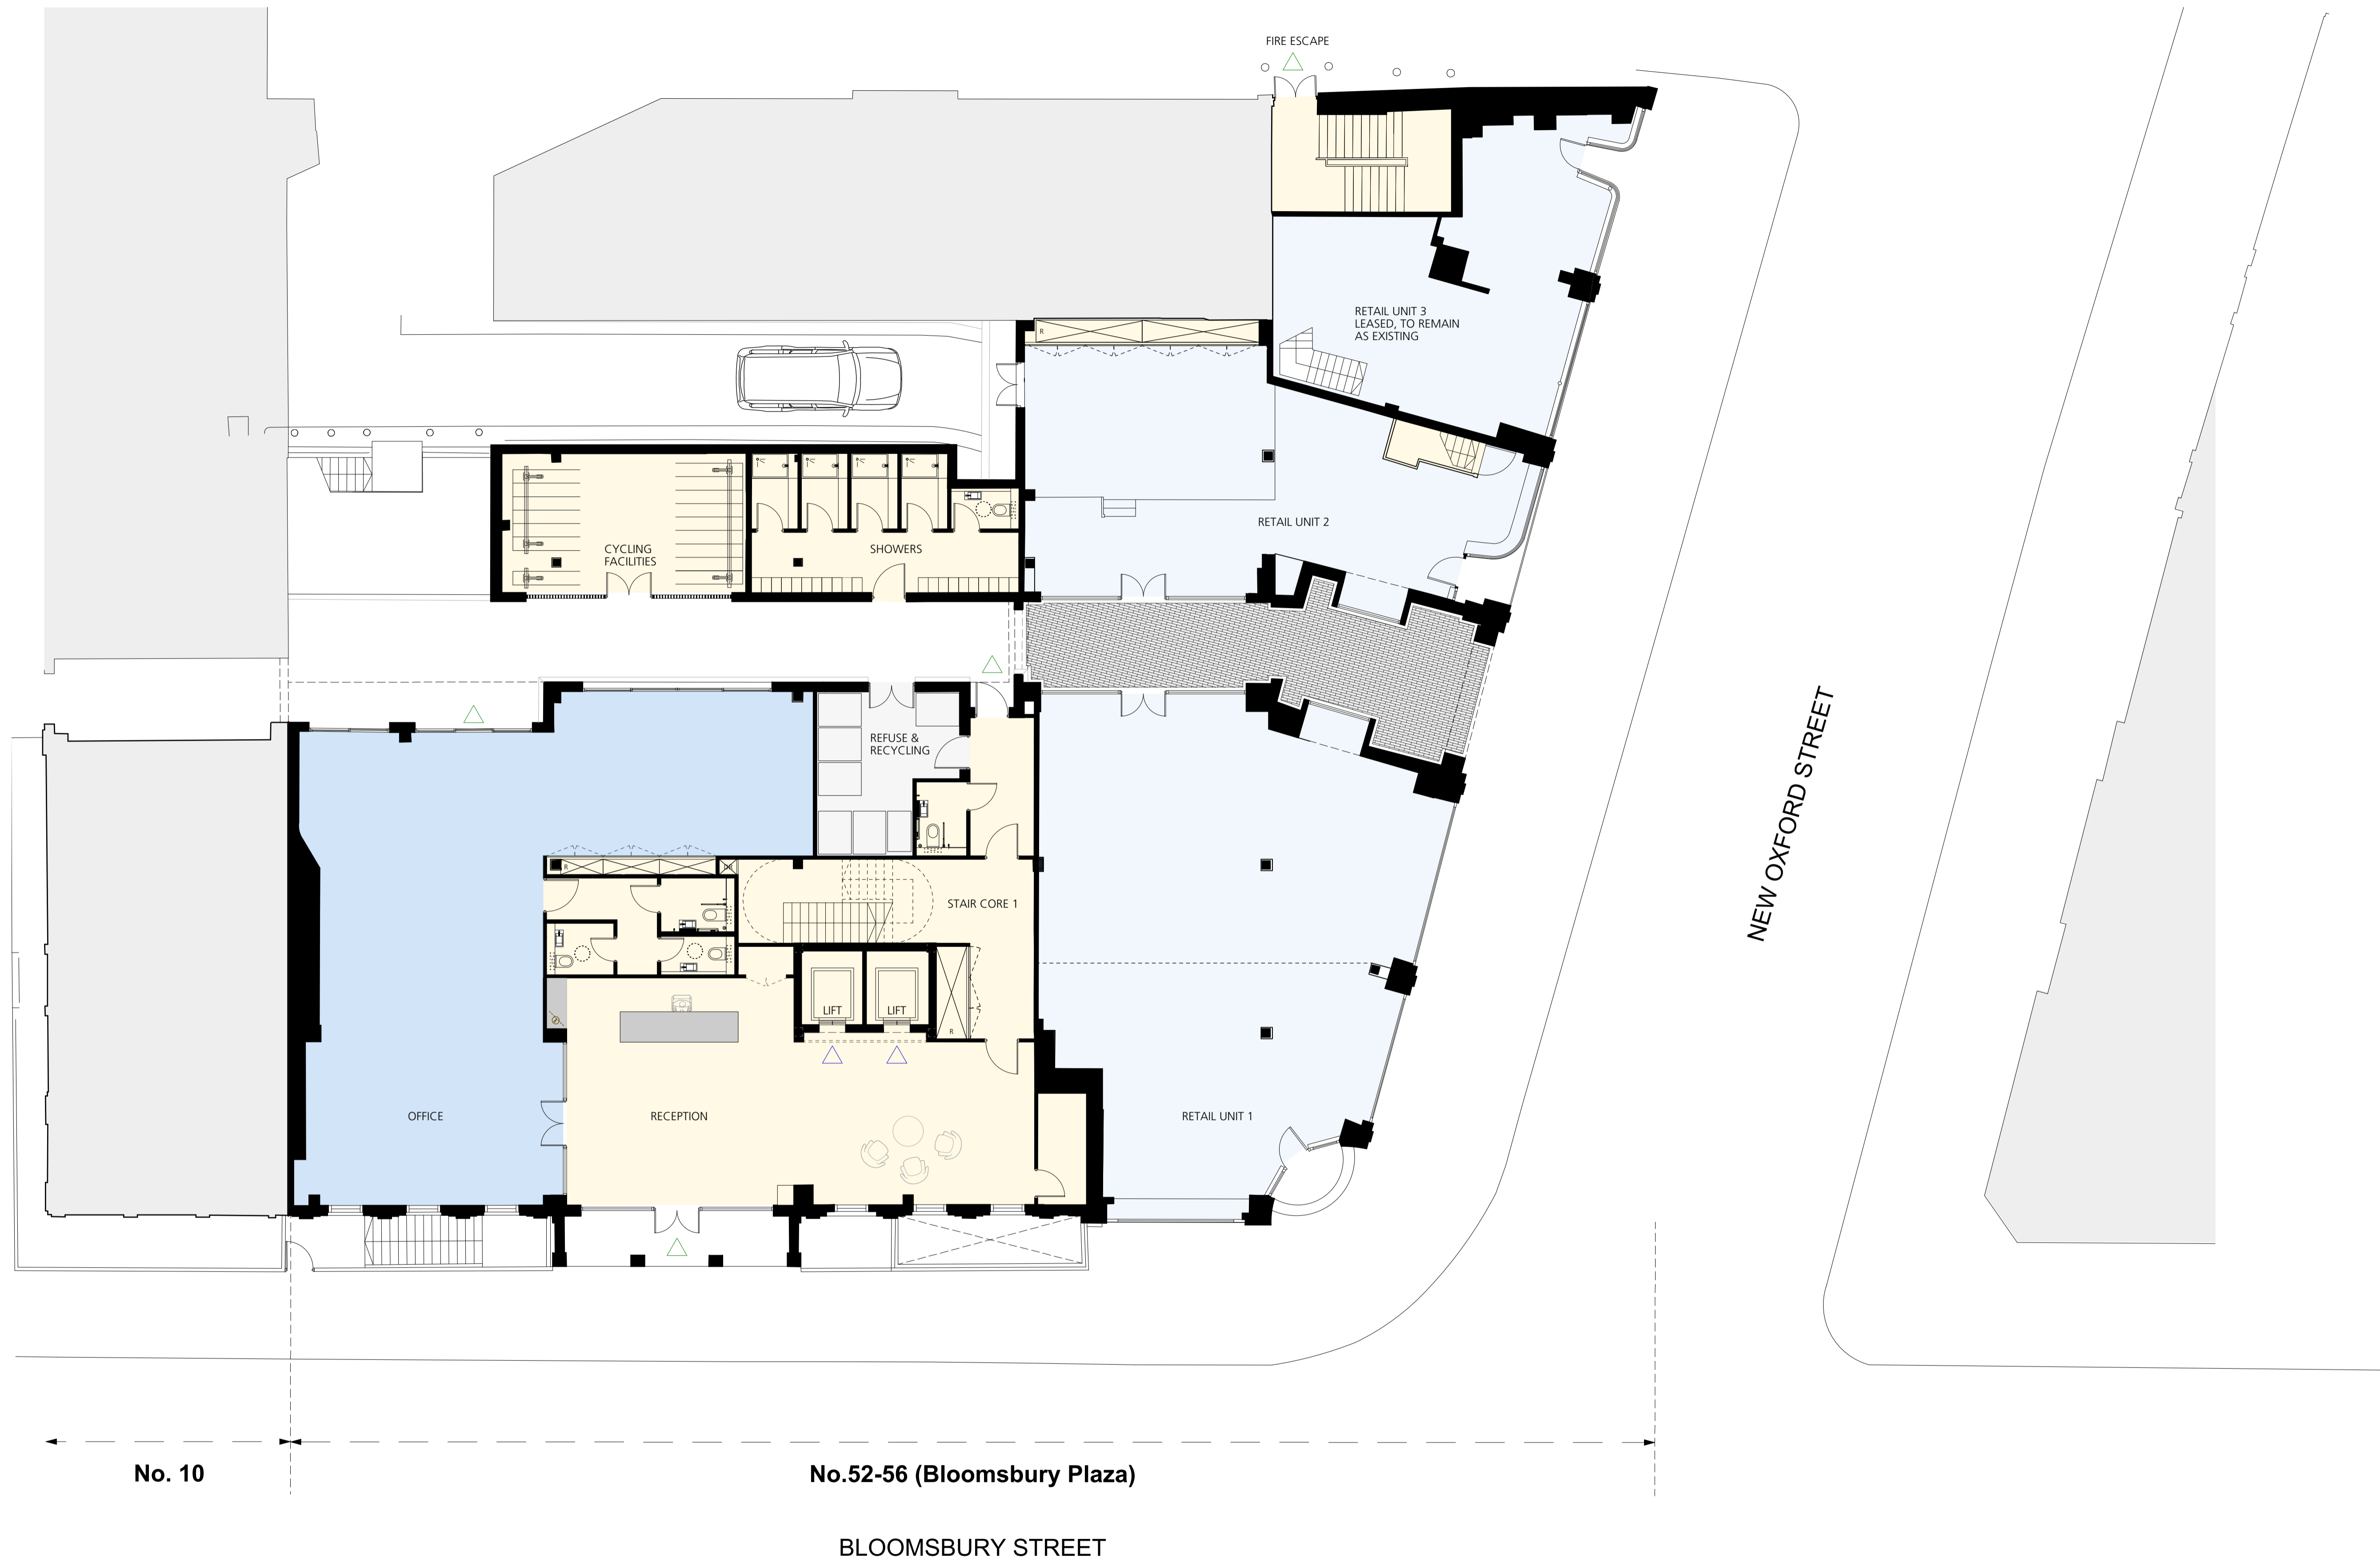 FIRE ESCAPE
R
RETAIL UNIT 3
LEASED, TO REMAIN
AS EXISTING
RETAIL UNIT 2
CYCLING
FACILITIES
SHOWERS
REFUSE &
RECYCLING
NEW OXFORD STREET
R
STAIR CORE 1
LIFT
LIFT
R
OFFICE
RECEPTION
RETAIL UNIT 1
No. 10
No.52-56 (Bloomsbury Plaza)
BLOOMSBURY STREET